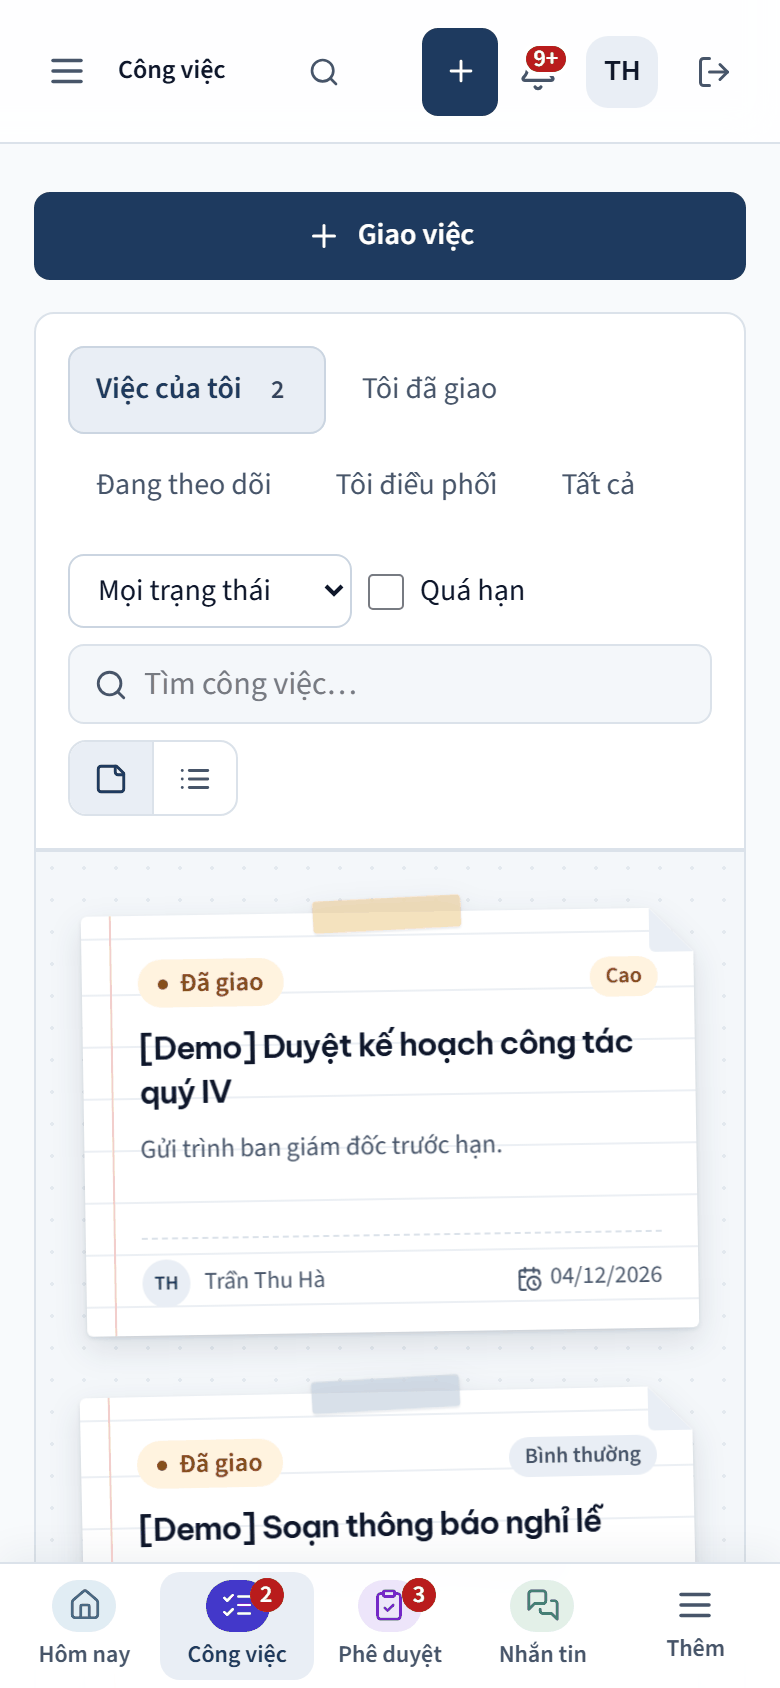 Công việc
9+
TH
Giao việc
Việc của tôi 2
Tôi đã giao
Đang theo dõi
Tôi điều phối
Tất cả
Mọi trạng thái
Quá hạn
Tìm công việc...
Đã giao
Cao
[Demo] Duyệt kế hoạch công tác
quý IV
Gửi trình ban giám đốc trước hạn.
TH Trần Thu Hà
04/12/2026
Đã giao
Bình thường
[Demo] Soạn thông báo nghỉ lễ
2
3
Hôm nay
Công việc
Phê duyệt
Nhắn tin
Thêm